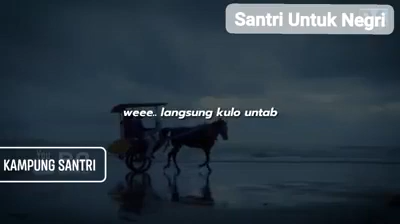 Santri Untuk Negri
weee.. langsung kulo untab
KAMPUNG SANTRI